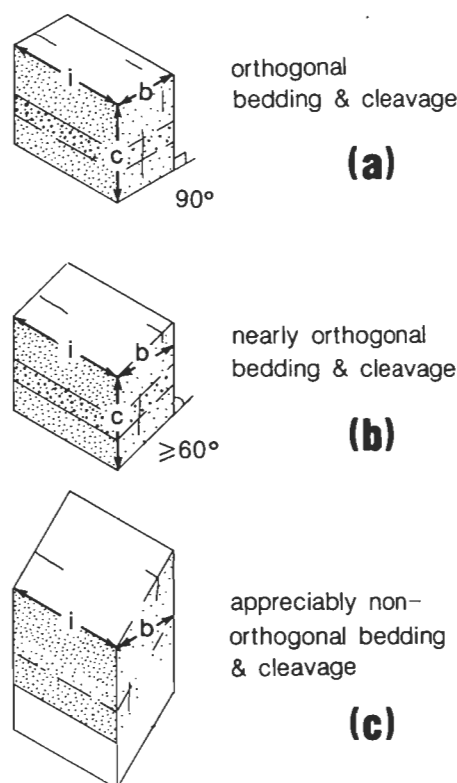 i
b
c
90°
orthogonal
bedding & cleavage
(a)
i
b
c
≥60°
nearly orthogonal
bedding & cleavage
(b)
i
b
appreciably non-
orthogonal bedding
& cleavage
(c)